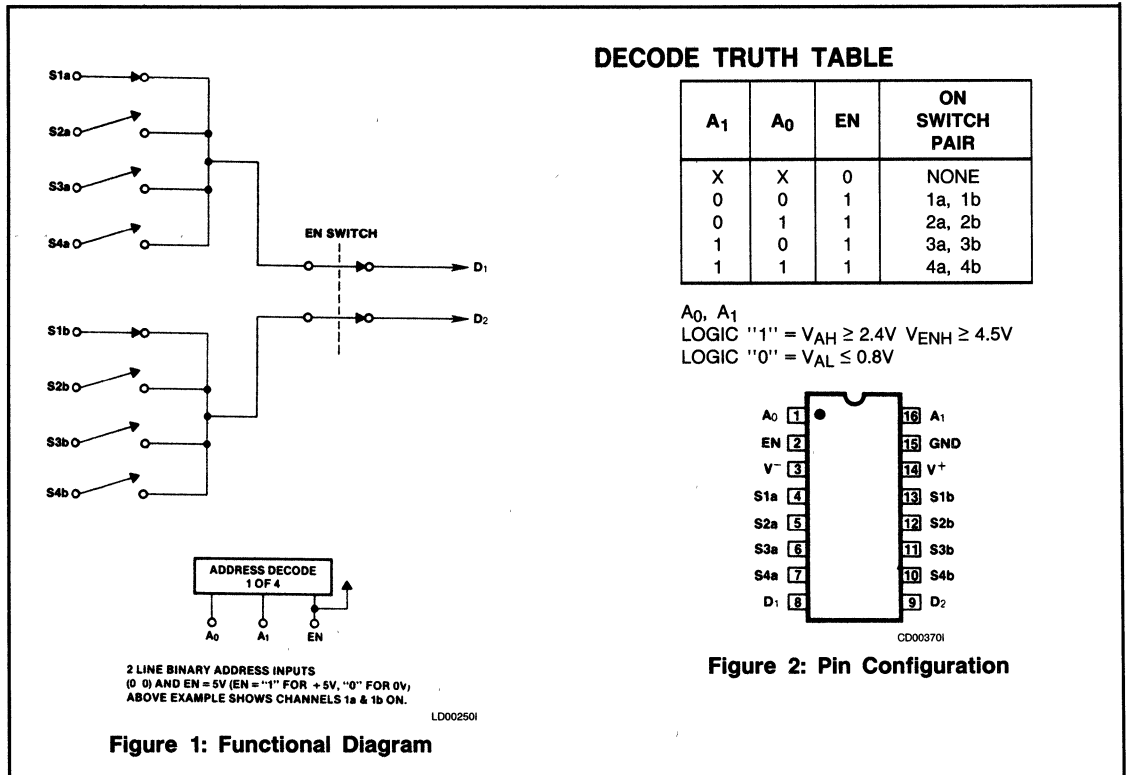 S1a
S2a
S3a
S4a
EN SWITCH
D1
D2
S1b
S2b
S3b
S4b
ADDRESS DECODE
1 OF 4
A0 A1 EN
2 LINE BINARY ADDRESS INPUTS
(0 0) AND EN = 5V (EN = "1" FOR + 5V, "0" FOR 0V)
ABOVE EXAMPLE SHOWS CHANNELS 1a & 1b ON.
LD00250I
Figure 1: Functional Diagram
DECODE TRUTH TABLE
A1 A0 EN ON SWITCH PAIR
X X 0 NONE
0 0 1 1a, 1b
0 1 1 2a, 2b
1 0 1 3a, 3b
1 1 1 4a, 4b
A0, A1
LOGIC "1" = VAH ≥ 2.4V VENH ≥ 4.5V
LOGIC "0" = VAL ≤ 0.8V
A0 1 16 A1
EN 2 15 GND
V- 3 14 V+
S1a 4 13 S1b
S2a 5 12 S2b
S3a 6 11 S3b
S4a 7 10 S4b
D1 8 9 D2
CD00370I
Figure 2: Pin Configuration